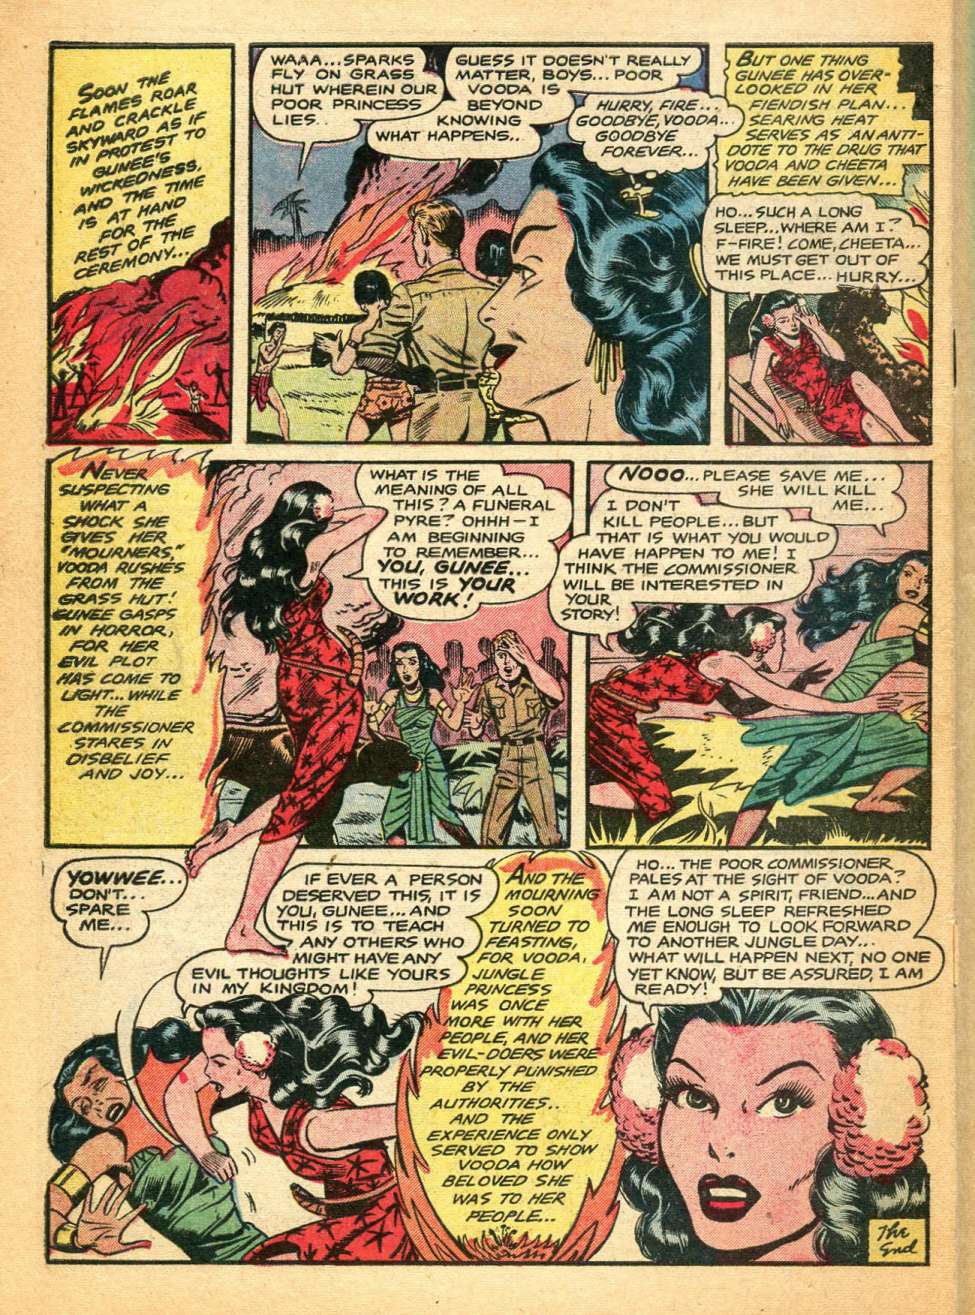 SOON THE
FLAMES ROAR
AND CRACKLE
SKYWARD AS IF
IN PROTEST TO
GUNEE'S
WICKEDNESS,
AND THE TIME
IS AT HAND
FOR THE
REST OF THE
CEREMONY...
WAAA...SPARKS
FLY ON GRASS
HUT WHEREIN OUR
POOR PRINCESS
LIES..
GUESS IT DOESN'T REALLY
MATTER, BOYS... POOR
VOODA IS
BEYOND
KNOWING
WHAT HAPPENS..
HURRY, FIRE...
GOODBYE, VOODA...
GOODBYE
FOREVER...
BUT ONE THING
GUNEE HAS OVER-
LOOKED IN HER
FIENDISH PLAN...
SEARING HEAT
SERVES AS AN ANTI-
DOTE TO THE DRUG THAT
VOODA AND CHEETA
HAVE BEEN GIVEN...
HO...SUCH A LONG
SLEEP...WHERE AM I?
F-FIRE! COME, CHEETA...
WE MUST GET OUT OF
THIS PLACE...HURRY...
NEVER
SUSPECTING
WHAT A
SHOCK SHE
GIVES HER
"MOURNERS,"
VOODA RUSHES
FROM THE
GRASS HUT!
GUNEE GASPS
IN HORROR,
FOR HER
EVIL PLOT
HAS COME TO
LIGHT...WHILE
THE
COMMISSIONER
STARES IN
DISBELIEF
AND JOY...
WHAT IS THE
MEANING OF ALL
THIS? A FUNERAL
PYRE? OHHH-I
AM BEGINNING
TO REMEMBER...
YOU, GUNEE...
THIS IS YOUR
WORK!
NOOO...PLEASE SAVE ME...
SHE WILL KILL
ME...
I DON'T
KILL PEOPLE...BUT
THAT IS WHAT YOU WOULD
HAVE HAPPEN TO ME! I
THINK THE COMMISSIONER
WILL BE INTERESTED IN
YOUR
STORY!
YOWWEE...
DON'T...
SPARE
ME...
IF EVER A PERSON
DESERVED THIS, IT IS
YOU, GUNEE...AND
THIS IS TO TEACH
ANY OTHERS WHO
MIGHT HAVE ANY
EVIL THOUGHTS LIKE YOURS
IN MY KINGDOM!
AND THE
MOURNING
SOON
TURNED TO
FEASTING,
FOR VOODA,
JUNGLE
PRINCESS
WAS ONCE
MORE WITH HER
PEOPLE, AND HER
EVIL-DOERS WERE
PROPERLY PUNISHED
BY THE
AUTHORITIES..
AND THE
EXPERIENCE ONLY
SERVED TO SHOW
VOODA HOW
BELOVED SHE
WAS TO HER
PEOPLE...
HO...THE POOR COMMISSIONER
PALES AT THE SIGHT OF VOODA?
I AM NOT A SPIRIT, FRIEND...AND
THE LONG SLEEP REFRESHED
ME ENOUGH TO LOOK FORWARD
TO ANOTHER JUNGLE DAY...
WHAT WILL HAPPEN NEXT, NO ONE
YET KNOW, BUT BE ASSURED, I AM
READY!
The
End